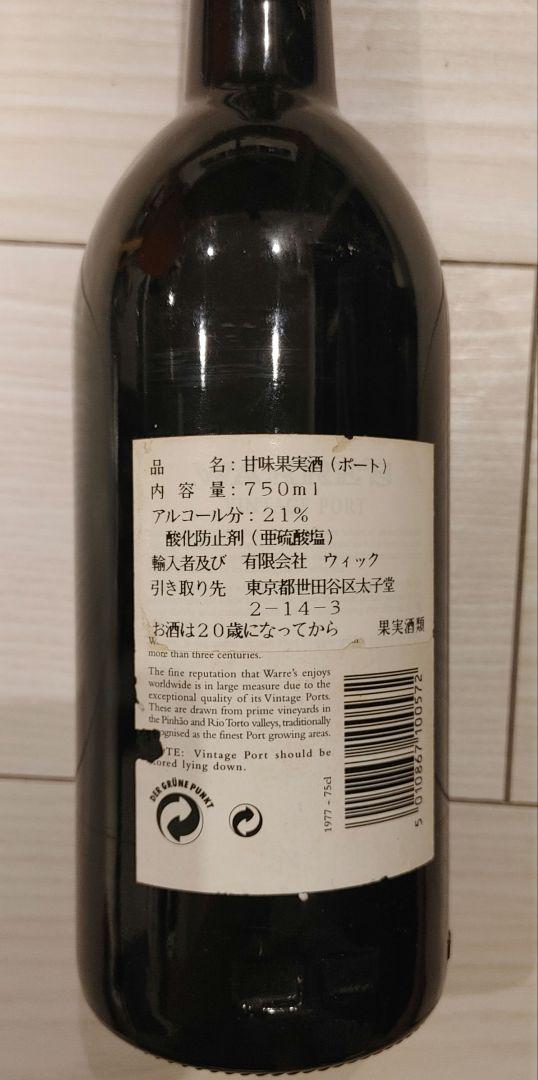 品 名：甘味果実酒（ポート）
内 容 量：７５０ｍｌ
アルコール分：２１％
酸化防止剤（亜硫酸塩）
輸入者及び 有限会社 ウィック
引き取り先 東京都世田谷区太子堂
２－１４－３
お酒は２０歳になってから 果実酒類
more than three centuries.
The fine reputation that Warre's enjoys
worldwide is in large measure due to the
exceptional quality of its Vintage Ports.
These are drawn from prime vineyards in
the Pinhão and Rio Torto valleys, traditionally
as the finest Port growing areas.
Vintage Port should be
lying down.
DER GRÜNE PUNKT
1977 - 75cl
5 010867 100572